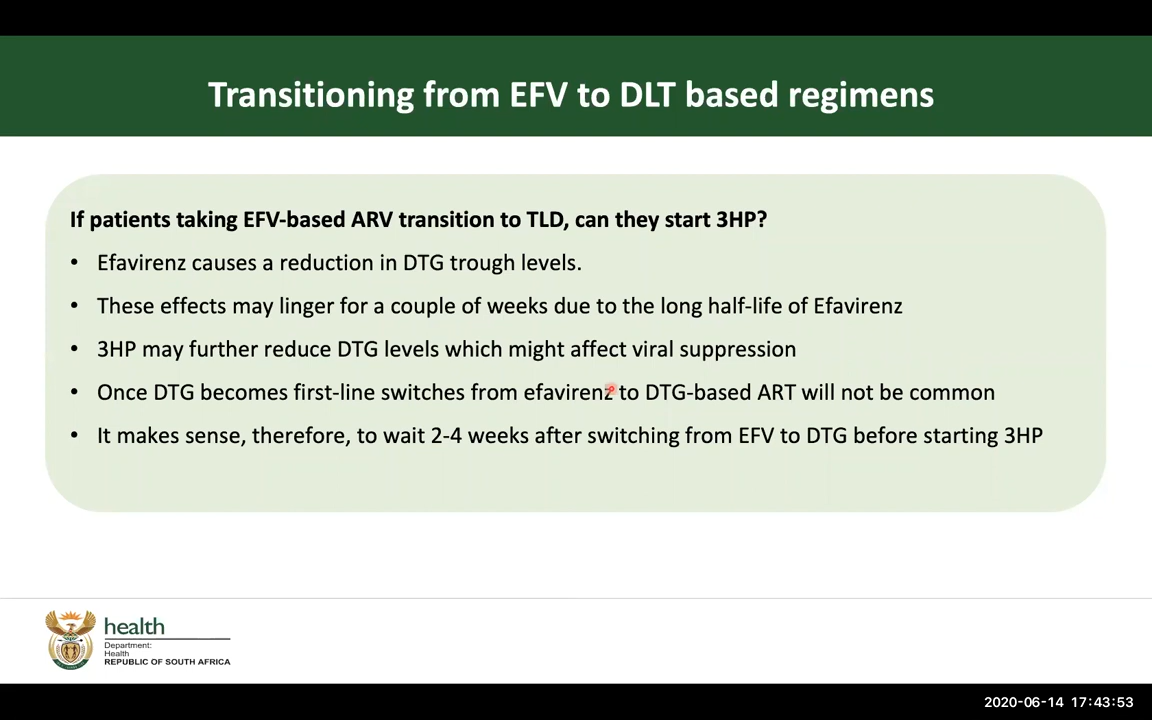 Transitioning from EFV to DLT based regimens
If patients taking EFV-based ARV transition to TLD, can they start 3HP?
• Efavirenz causes a reduction in DTG trough levels.
• These effects may linger for a couple of weeks due to the long half-life of Efavirenz
• 3HP may further reduce DTG levels which might affect viral suppression
• Once DTG becomes first-line switches from efavirenz to DTG-based ART will not be common
• It makes sense, therefore, to wait 2-4 weeks after switching from EFV to DTG before starting 3HP
health
Department:
Health
REPUBLIC OF SOUTH AFRICA
2020-06-14 17:43:53